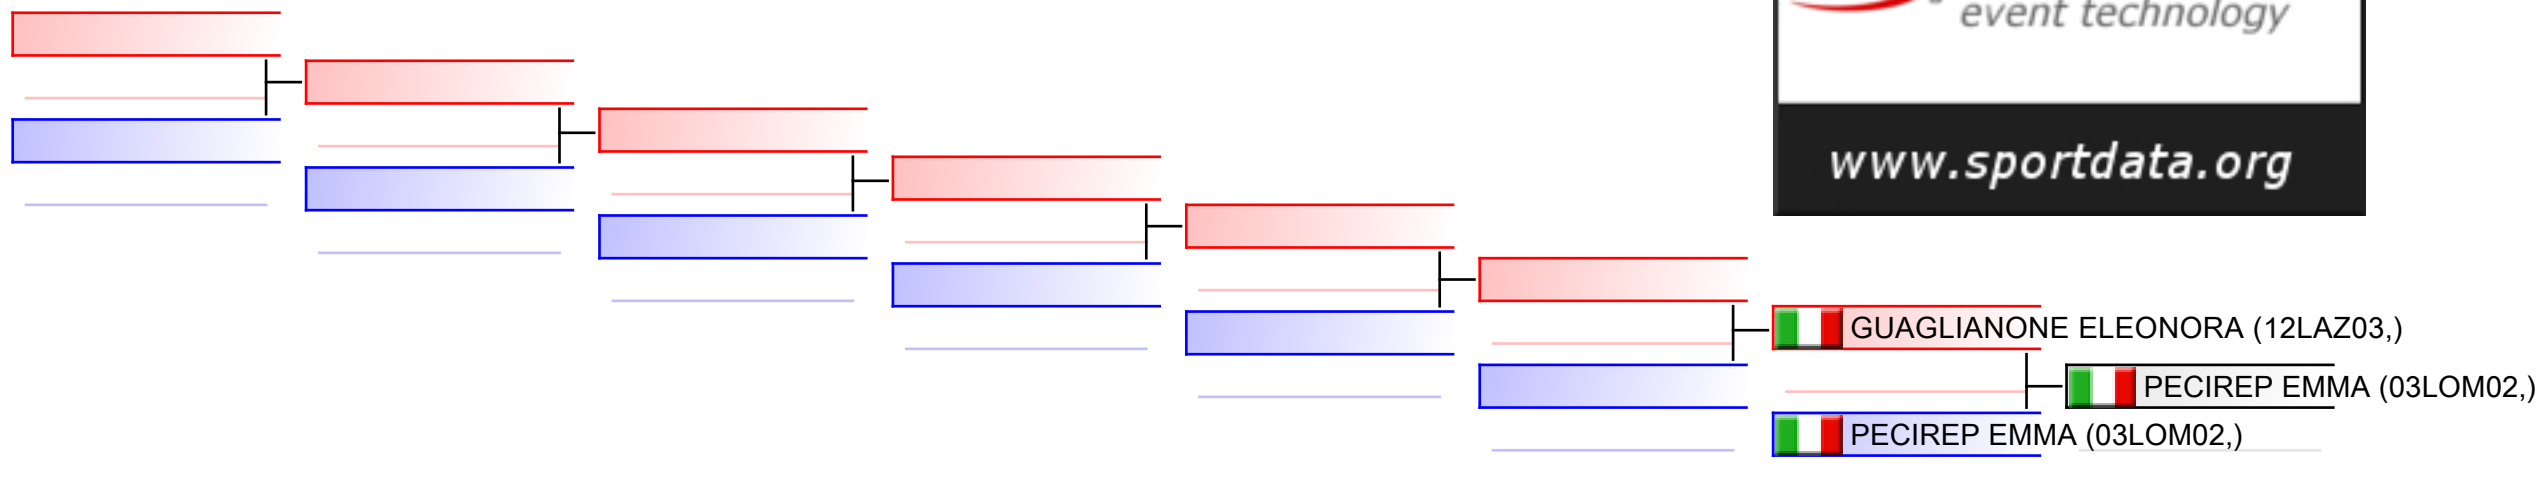 event technology
www.sportdata.org
GUAGLIANONE ELEONORA (12LAZ03,)
PECIREP EMMA (03LOM02,)
PECIREP EMMA (03LOM02,)